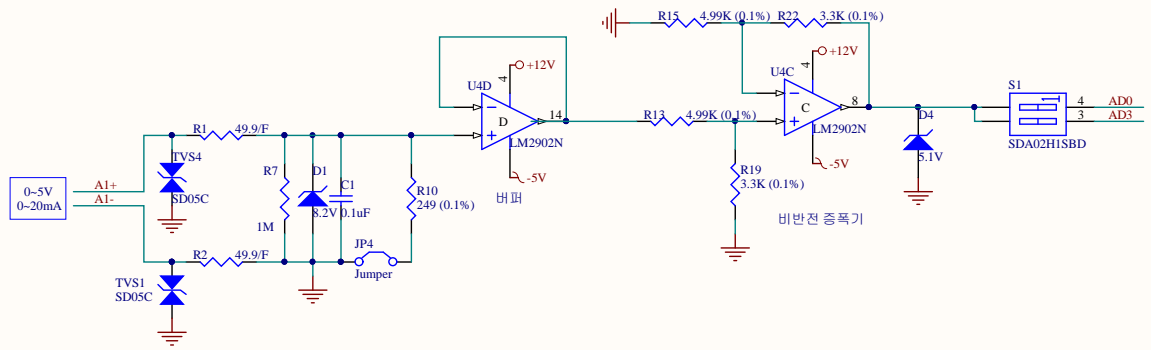 R15 4.99K (0.1%) R22 3.3K (0.1%)
+12V
4
U4C
8
C
LM2902N
-5V
+12V
4
U4D
14
D
LM2902N
-5V
버퍼
R13 4.99K (0.1%)
R19
3.3K (0.1%)
비반전 증폭기
D4
5.1V
S1
1
4 AD0
3 AD3
SDA02H1SBD
R1 49.9/F
TVS4
SD05C
0~5V
0~20mA
A1+
A1-
R7
1M
D1
8.2V
C1
0.1uF
R10
249 (0.1%)
JP4
Jumper
R2 49.9/F
TVS1
SD05C